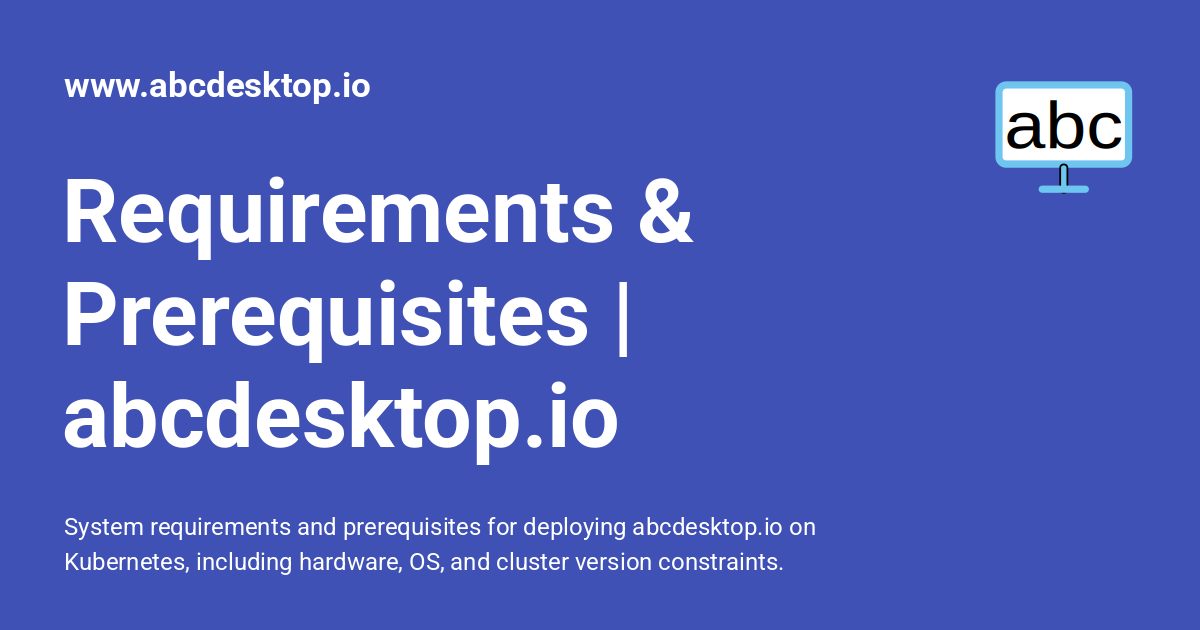 www.abcdesktop.io
abc
Requirements &
Prerequisites |
abcdesktop.io
System requirements and prerequisites for deploying abcdesktop.io on
Kubernetes, including hardware, OS, and cluster version constraints.